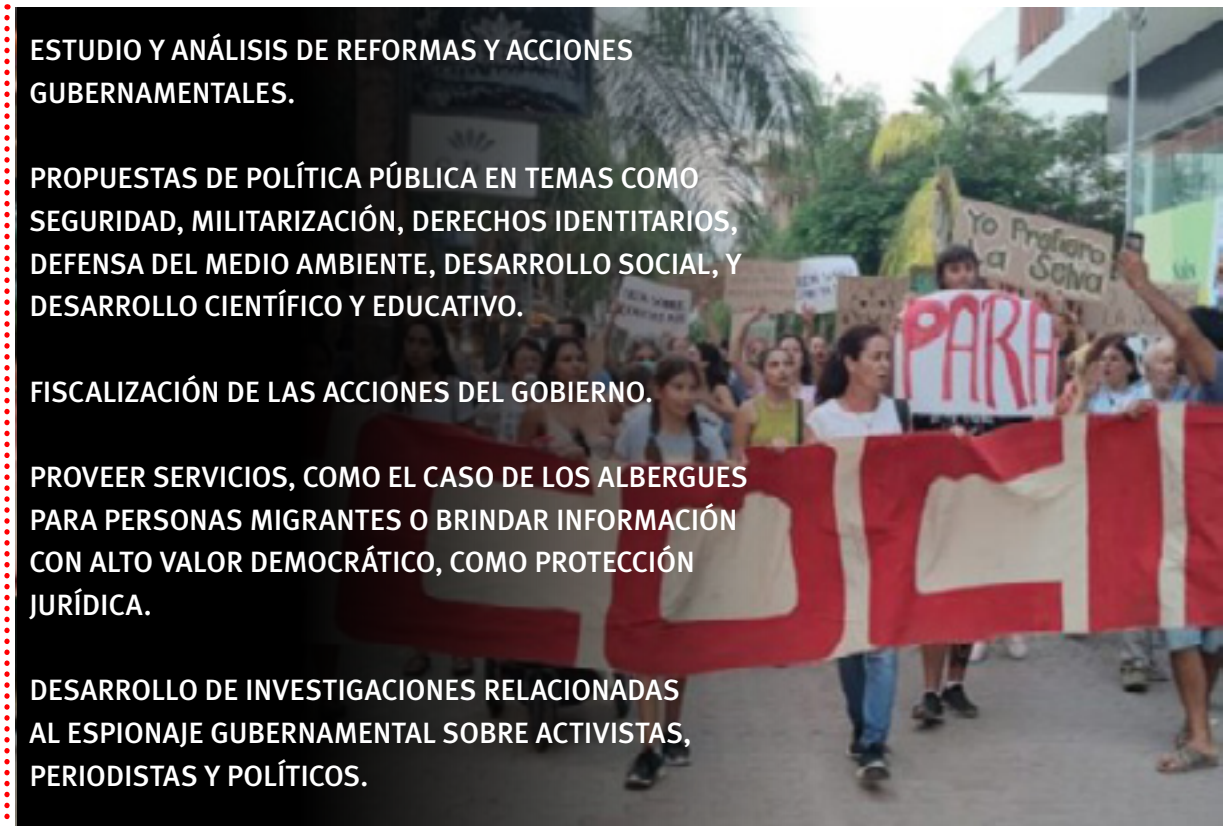 ESTUDIO Y ANÁLISIS DE REFORMAS Y ACCIONES
GUBERNAMENTALES.
PROPUESTAS DE POLÍTICA PÚBLICA EN TEMAS COMO
SEGURIDAD, MILITARIZACIÓN, DERECHOS IDENTITARIOS,
DEFENSA DEL MEDIO AMBIENTE, DESARROLLO SOCIAL, Y
DESARROLLO CIENTÍFICO Y EDUCATIVO.
FISCALIZACIÓN DE LAS ACCIONES DEL GOBIERNO.
PROVEER SERVICIOS, COMO EL CASO DE LOS ALBERGUES
PARA PERSONAS MIGRANTES O BRINDAR INFORMACIÓN
CON ALTO VALOR DEMOCRÁTICO, COMO PROTECCIÓN
JURÍDICA.
DESARROLLO DE INVESTIGACIONES RELACIONADAS
AL ESPIONAJE GUBERNAMENTAL SOBRE ACTIVISTAS,
PERIODISTAS Y POLÍTICOS.
Yo Prefiero
La Selva
PARA